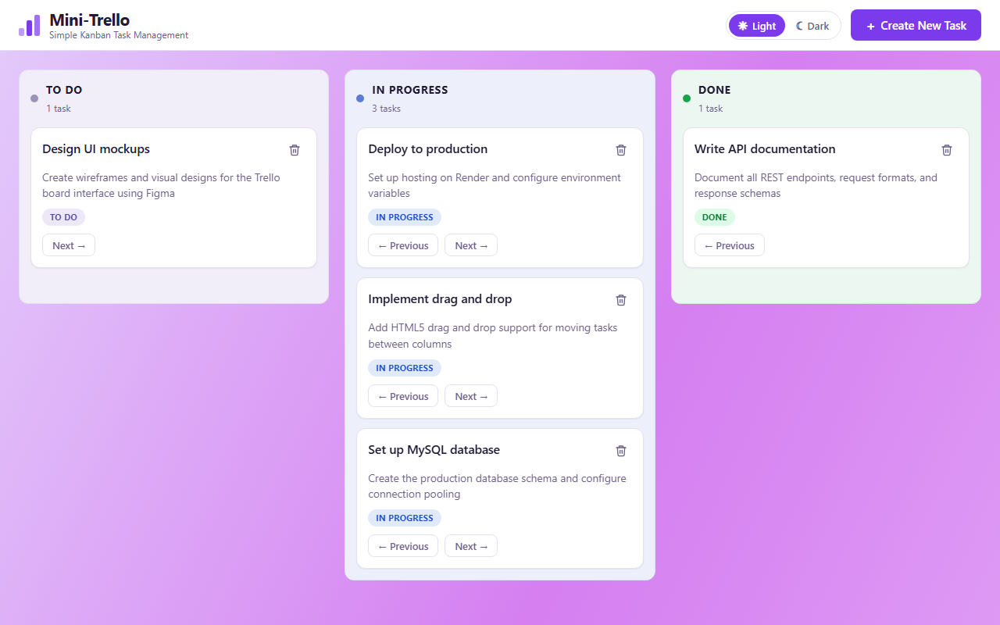 Mini-Trello
Simple Kanban Task Management
Light
Dark
+ Create New Task
TO DO
1 task
Design UI mockups
Create wireframes and visual designs for the Trello
board interface using Figma
TO DO
Next →
IN PROGRESS
3 tasks
Deploy to production
Set up hosting on Render and configure environment
variables
IN PROGRESS
← Previous
Next →
Implement drag and drop
Add HTML5 drag and drop support for moving tasks
between columns
IN PROGRESS
← Previous
Next →
Set up MySQL database
Create the production database schema and configure
connection pooling
IN PROGRESS
← Previous
Next →
DONE
1 task
Write API documentation
Document all REST endpoints, request formats, and
response schemas
DONE
← Previous